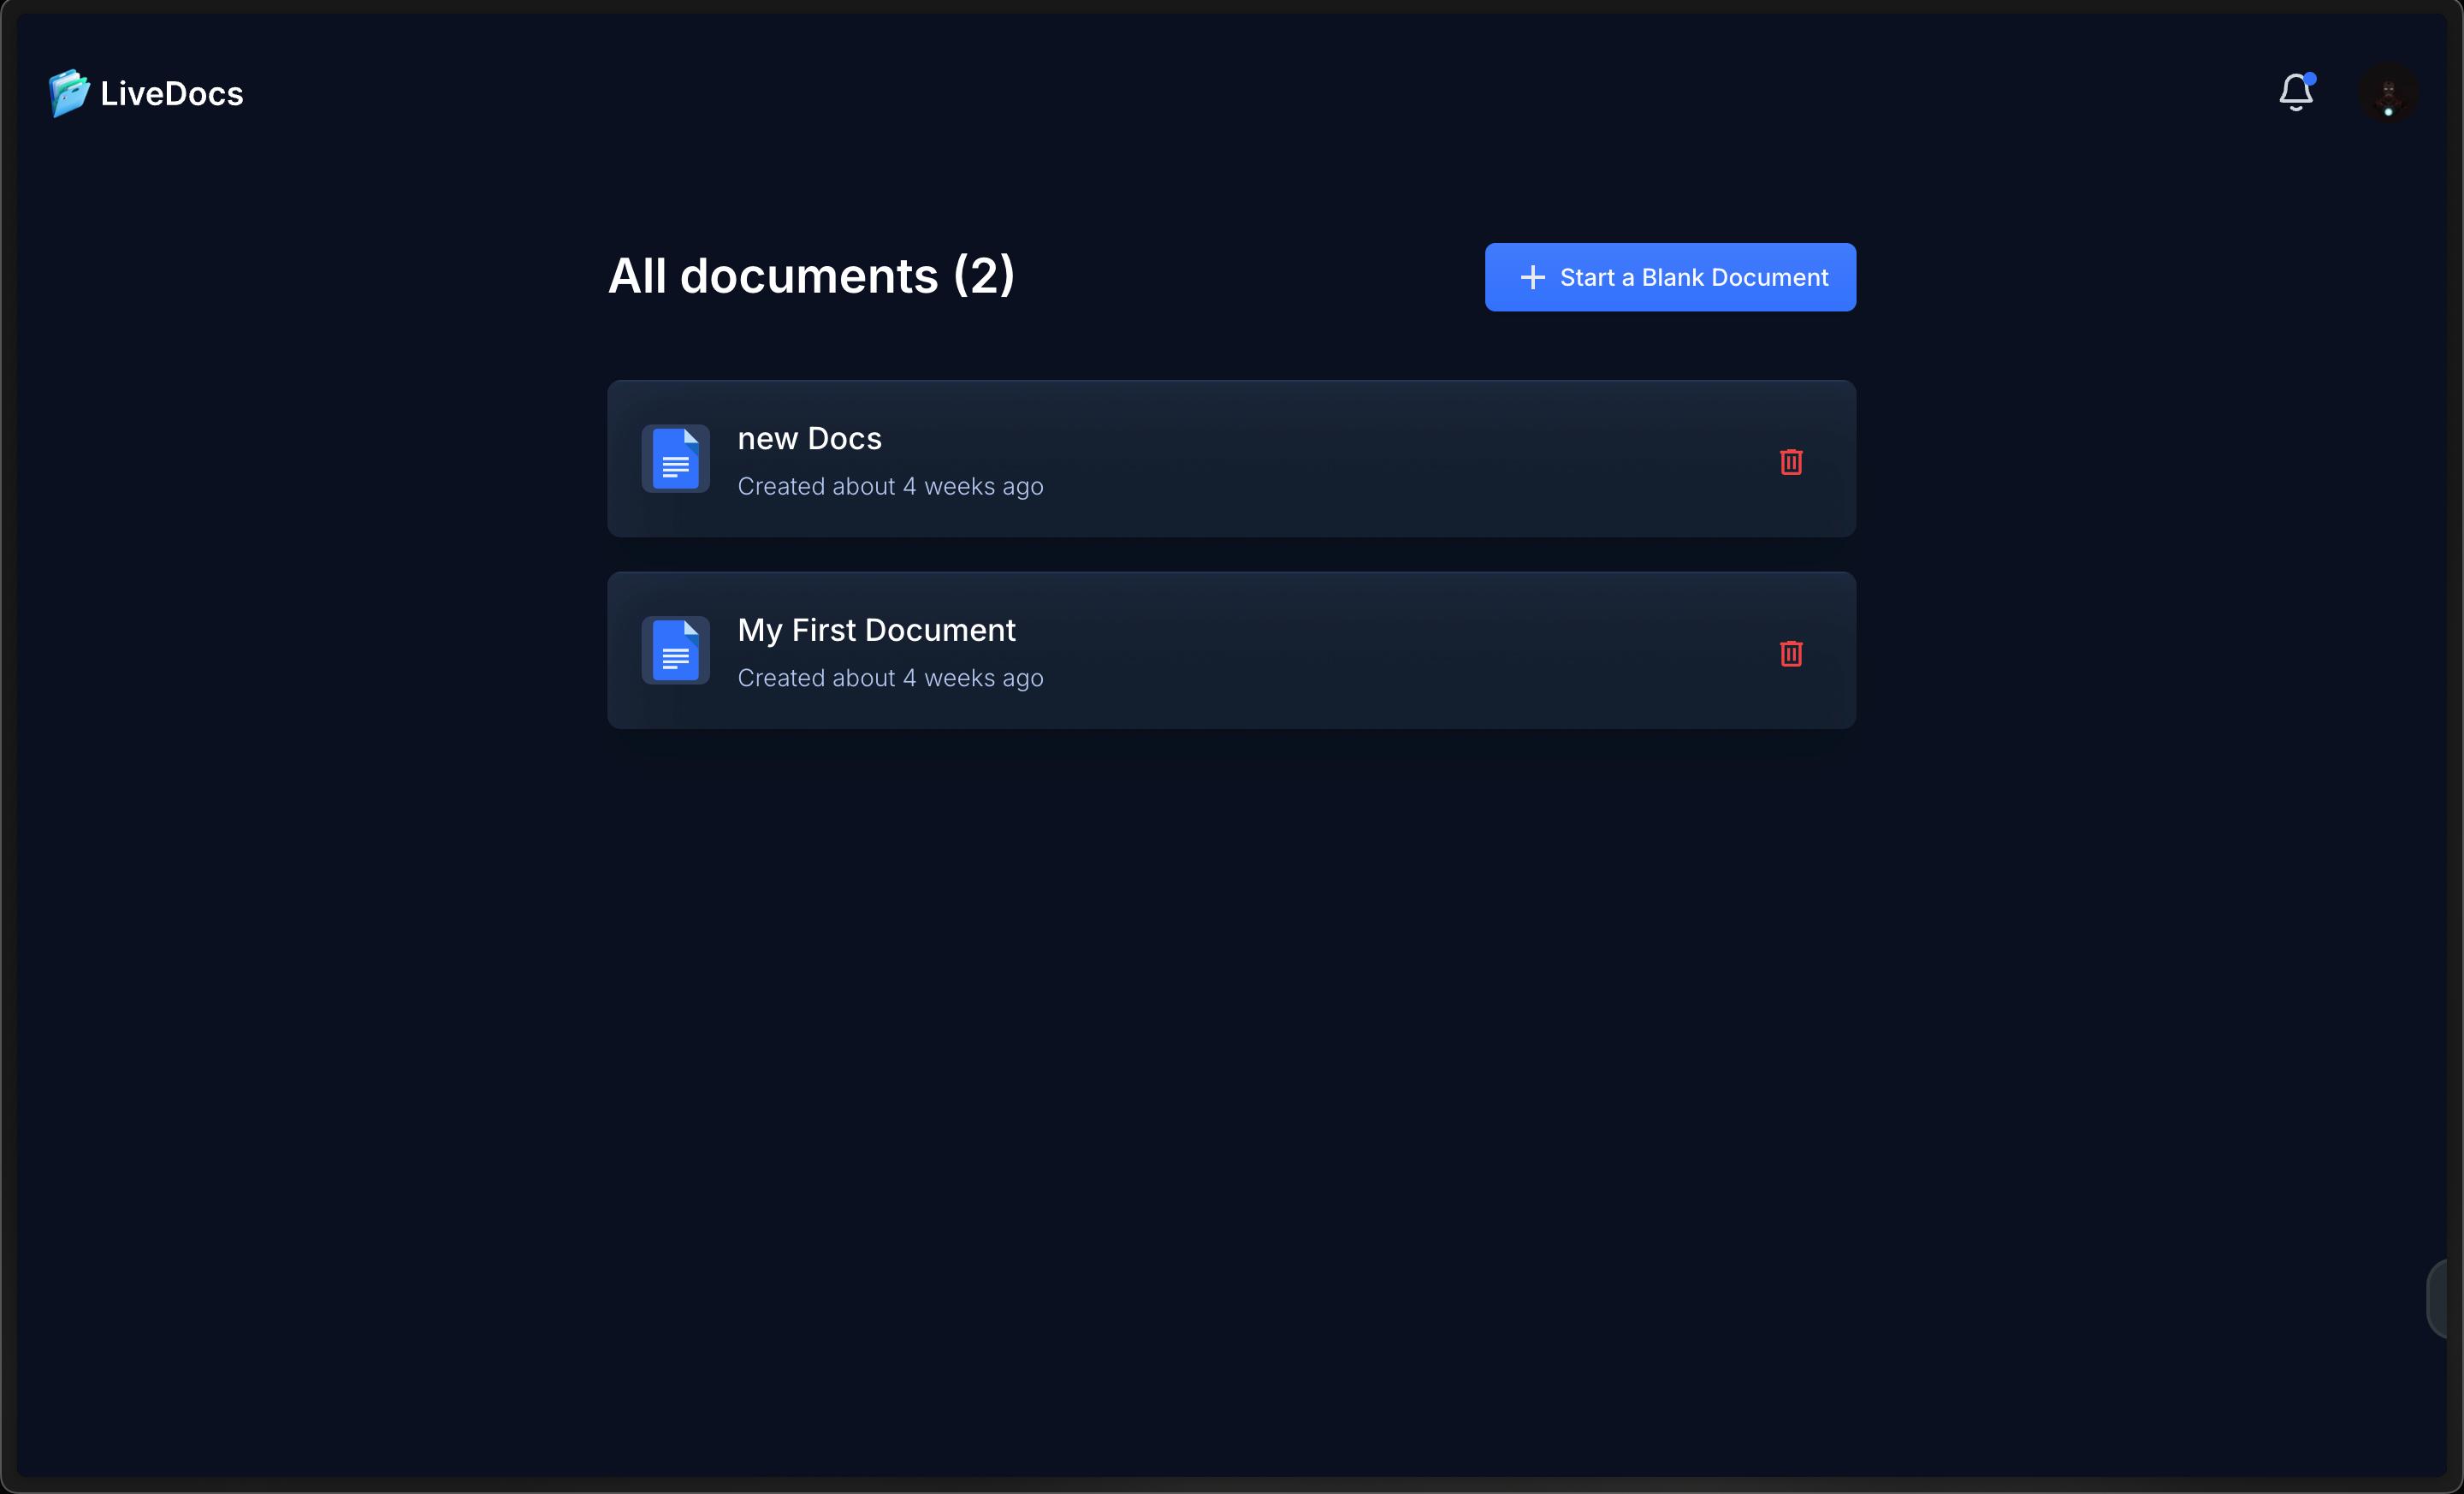 LiveDocs
All documents (2)
Start a Blank Document
new Docs
Created about 4 weeks ago
My First Document
Created about 4 weeks ago